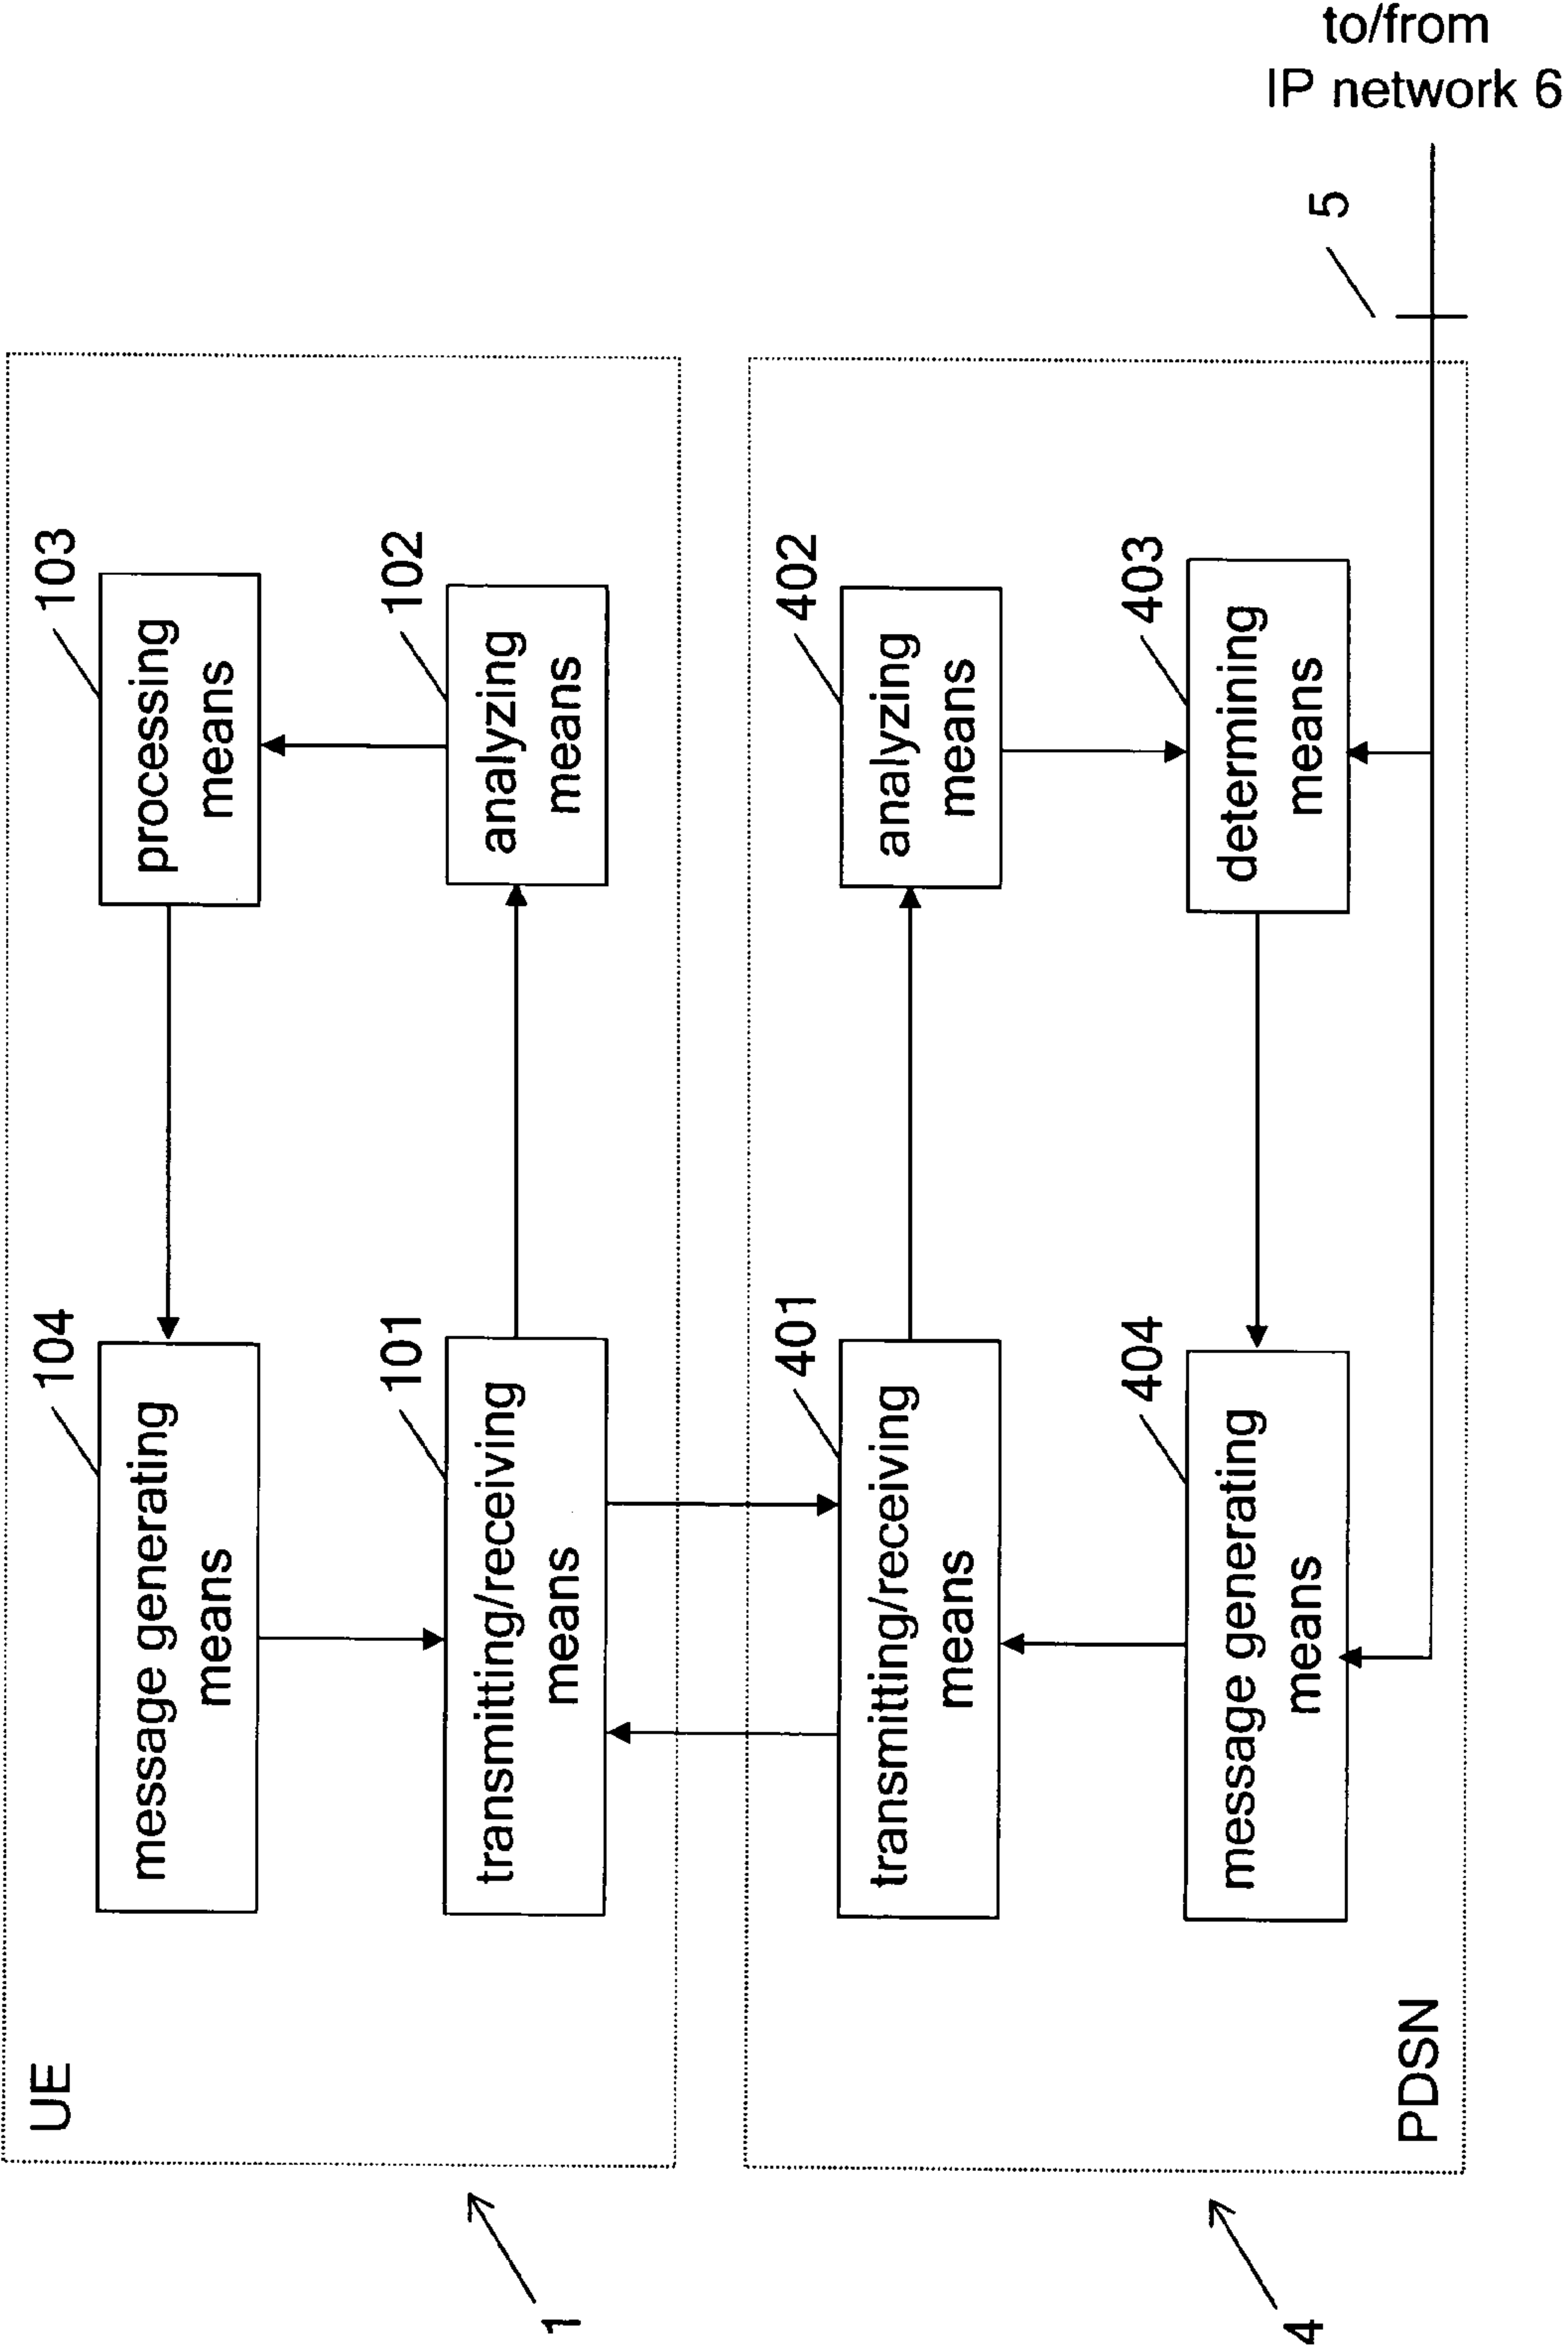 UE
1
message generating
means
104
processing
means
103
transmitting/receiving
means
101
analyzing
means
102
4
PDSN
transmitting/receiving
means
401
analyzing
means
402
message generating
means
404
determining
means
403
5
to/from
IP network 6